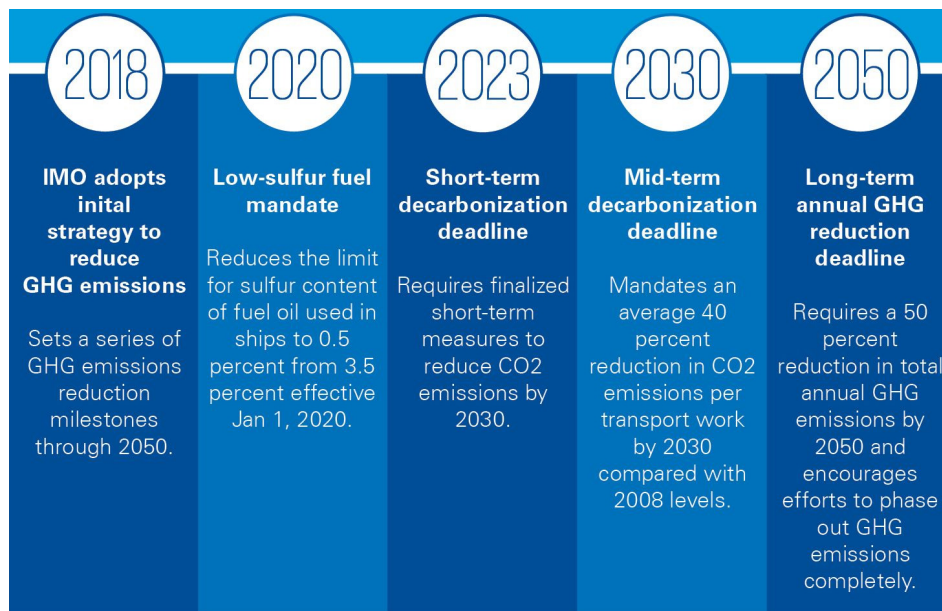 2018
IMO adopts
inital
strategy to
reduce
GHG emissions
Sets a series of
GHG emissions
reduction
milestones
through 2050.
2020
Low-sulfur fuel
mandate
Reduces the limit
for sulfur content
of fuel oil used in
ships to 0.5
percent from 3.5
percent effective
Jan 1, 2020.
2023
Short-term
decarbonization
deadline
Requires finalized
short-term
measures to
reduce CO2
emissions by
2030.
2030
Mid-term
decarbonization
deadline
Mandates an
average 40
percent
reduction in CO2
emissions per
transport work
by 2030
compared with
2008 levels.
2050
Long-term
annual GHG
reduction
deadline
Requires a 50
percent
reduction in total
annual GHG
emissions by
2050 and
encourages
efforts to phase
out GHG
emissions
completely.